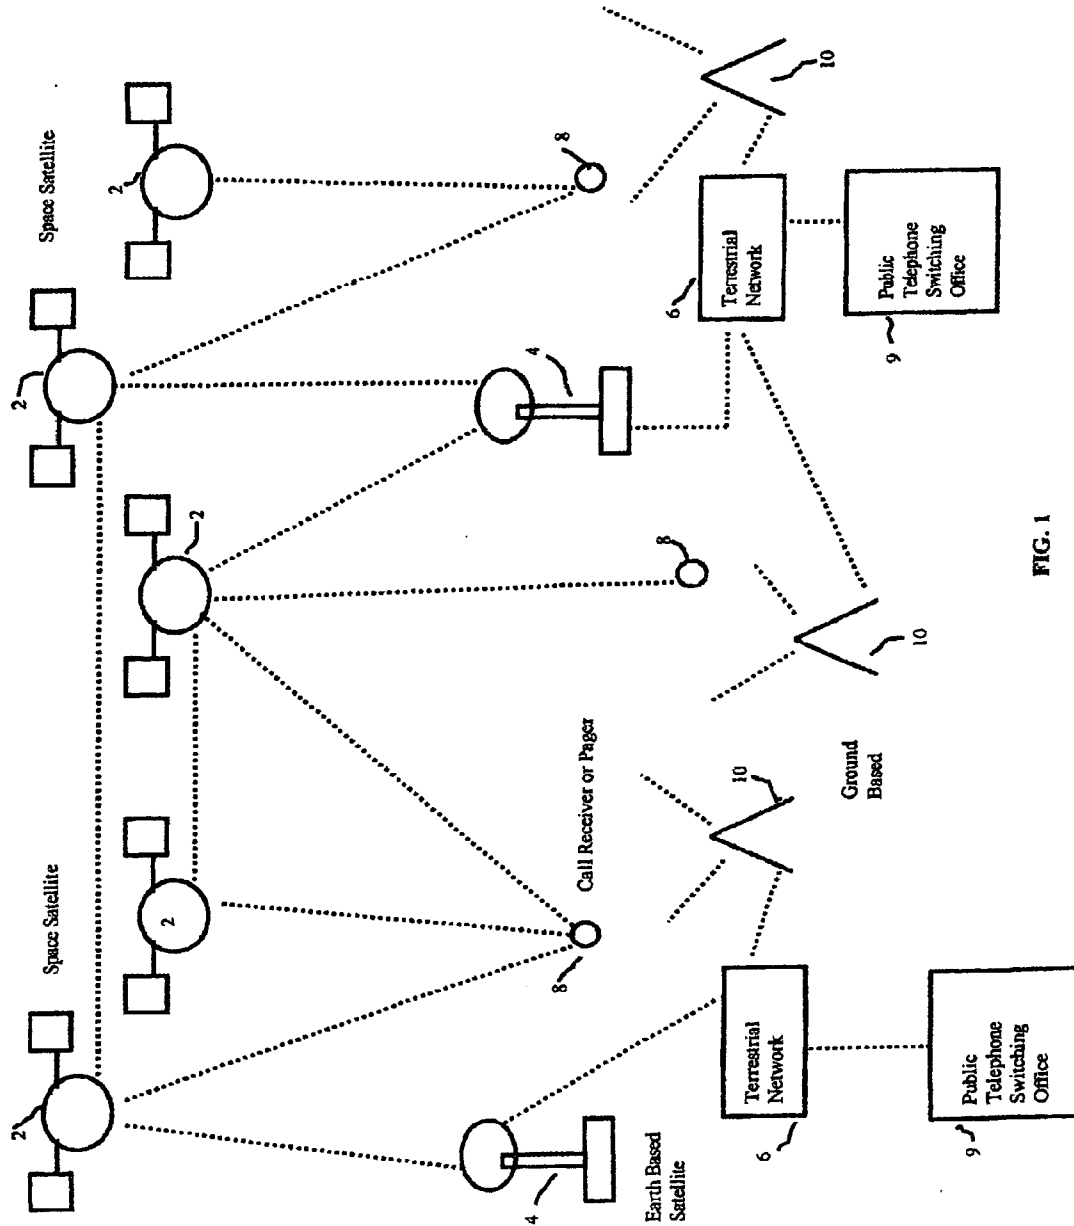 2
2
Space Satellite
Space Satellite
2
2
2
4
4
8
8
Call Receiver or Pager
Earth Based
Satellite
8
6
Terrestrial
Network
10
10
Terrestrial
Network
6
Ground
Based
9
Public
Telephone
Switching
Office
10
9
Public
Telephone
Switching
Office
FIG. 1